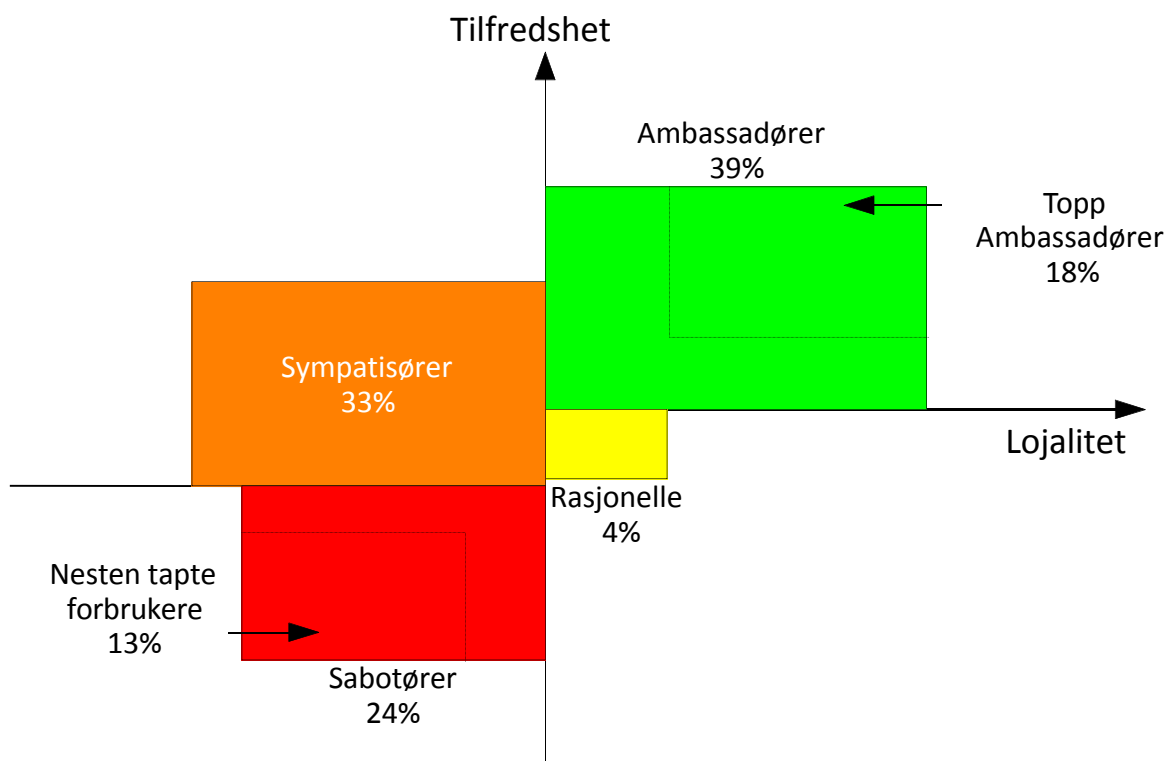 Tilfredshet
Ambassadører
39%
Topp
Ambassadører
18%
Sympatisører
33%
Lojalitet
Rasjonelle
4%
Nesten tapte
forbrukere
13%
Sabotører
24%